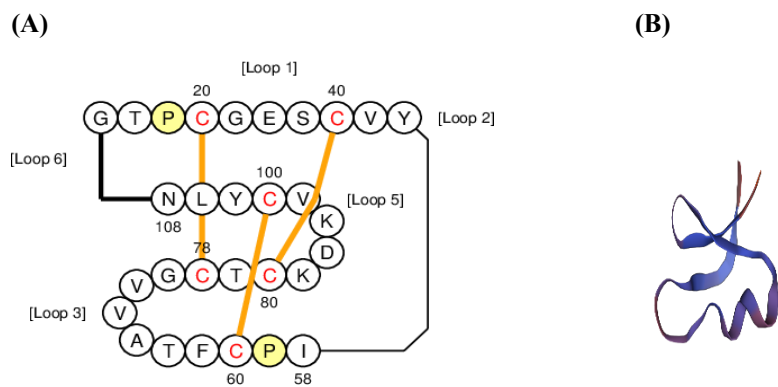 (A) (B)
[Loop 1]
20 40
G T P C G E S C V Y [Loop 2]
[Loop 6]
100
N L Y C V [Loop 5]
108
K
78
D
V G C T C K
80
V
[Loop 3]
A T F C P I
60 58